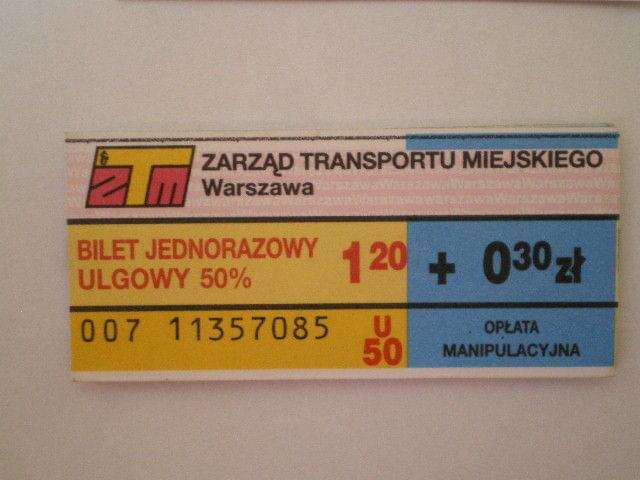 ZTM
ZARZĄD TRANSPORTU MIEJSKIEGO
Warszawa
BILET JEDNORAZOWY
ULGOWY 50%
1 20 + 0 30 zł
007 11357085
U
50
OPŁATA
MANIPULACYJNA